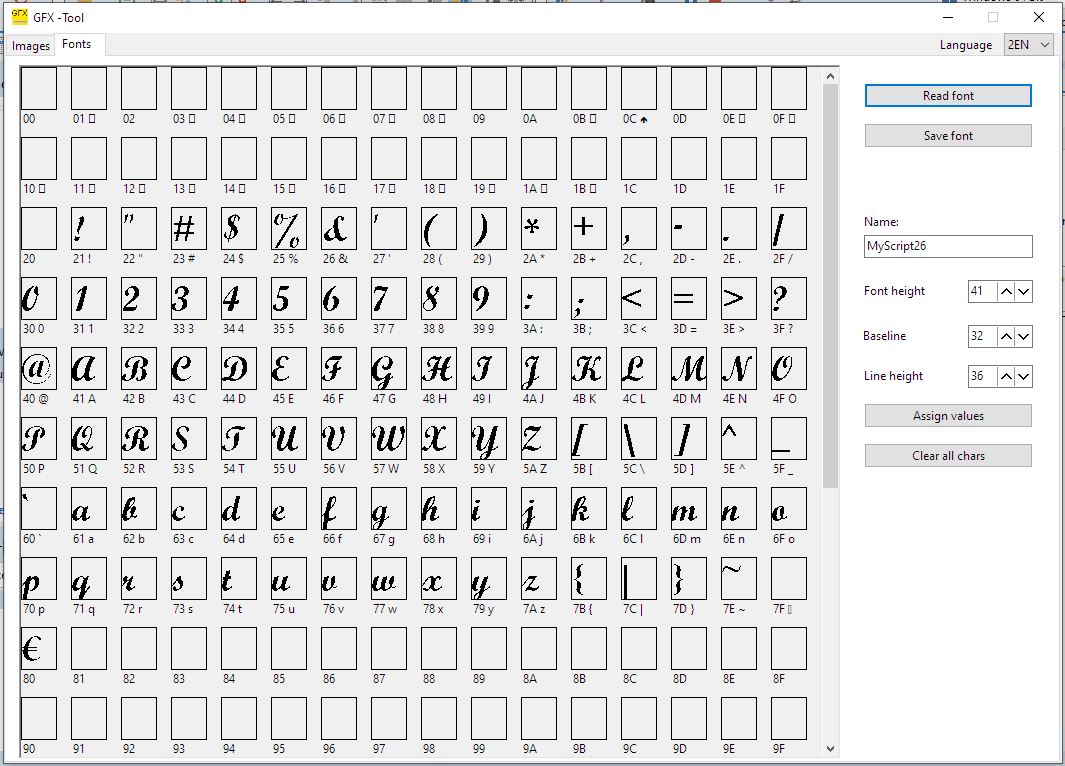 GFX -Tool
Images Fonts Language 2EN
00 01 02 03 04 05 06 07 08 09 0A 0B 0C ♠ 0D 0E 0F
Read font
Save font
10 11 12 13 14 15 16 17 18 19 1A 1B 1C 1D 1E 1F
! " # $ % & ' ( ) * + , - . /
20 21 ! 22 " 23 # 24 $ 25 % 26 & 27 ' 28 ( 29 ) 2A * 2B + 2C , 2D - 2E . 2F /
Name:
MyScript26
0 1 2 3 4 5 6 7 8 9 : ; < = > ?
30 0 31 1 32 2 33 3 34 4 35 5 36 6 37 7 38 8 39 9 3A : 3B ; 3C < 3D = 3E > 3F ?
Font height 41
Baseline 32
@ A B C D E F G H I J K L M N O
40 @ 41 A 42 B 43 C 44 D 45 E 46 F 47 G 48 H 49 I 4A J 4B K 4C L 4D M 4E N 4F O
Line height 36
Assign values
P Q R S T U V W X Y Z [ \ ] ^ _
50 P 51 Q 52 R 53 S 54 T 55 U 56 V 57 W 58 X 59 Y 5A Z 5B [ 5C \ 5D ] 5E ^ 5F _
Clear all chars
` a b c d e f g h i j k l m n o
60 ` 61 a 62 b 63 c 64 d 65 e 66 f 67 g 68 h 69 i 6A j 6B k 6C l 6D m 6E n 6F o
p q r s t u v w x y z { | } ~
70 p 71 q 72 r 73 s 74 t 75 u 76 v 77 w 78 x 79 y 7A z 7B { 7C | 7D } 7E ~ 7F
€
80 81 82 83 84 85 86 87 88 89 8A 8B 8C 8D 8E 8F
90 91 92 93 94 95 96 97 98 99 9A 9B 9C 9D 9E 9F